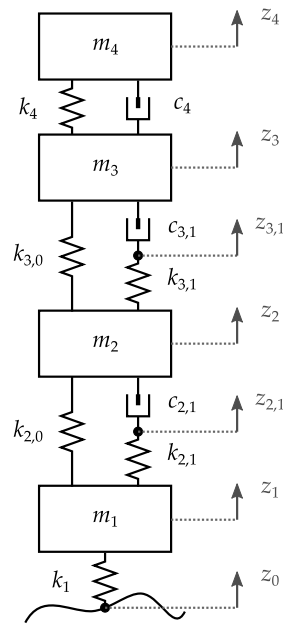 z₄
m₄
k₄ c₄
z₃
m₃
c₃,₁ z₃,₁
k₃,₀ k₃,₁
z₂
m₂
c₂,₁ z₂,₁
k₂,₀ k₂,₁
z₁
m₁
k₁ z₀